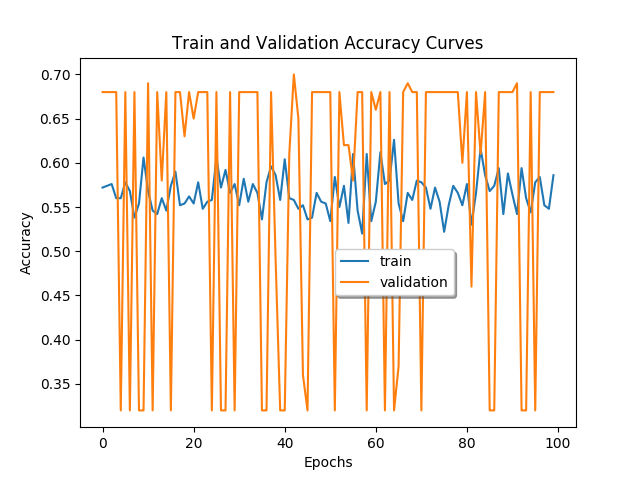 Train and Validation Accuracy Curves
0.70
0.65
0.60
0.55
0.50
0.45
0.40
0.35
Accuracy
train
validation
0 20 40 60 80 100
Epochs